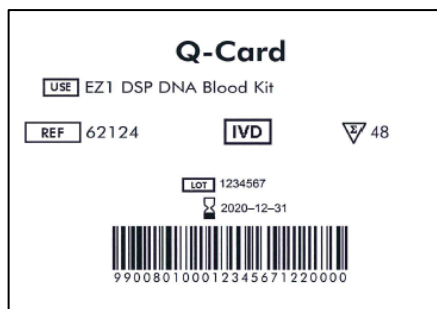 Q-Card
USE EZ1 DSP DNA Blood Kit
REF 62124 IVD Σ 48
LOT 1234567
2020-12-31
9900801000123456712200000